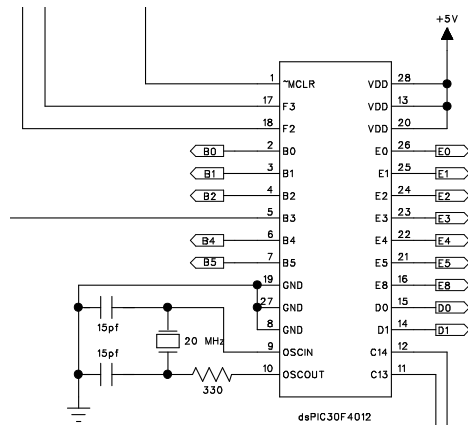 +5V
1 ~MCLR VDD 28
17 F3 VDD 13
18 F2 VDD 20
B0 2 B0 E0 26 E0
B1 3 B1 E1 25 E1
B2 4 B2 E2 24 E2
5 B3 E3 23 E3
B4 6 B4 E4 22 E4
B5 7 B5 E5 21 E5
19 GND E8 16 E8
27 GND D0 15 D0
8 GND D1 14 D1
15pf
20 MHz
9 OSCIN C14 12
15pf
10 OSCOUT C13 11
330
dsPIC30F4012